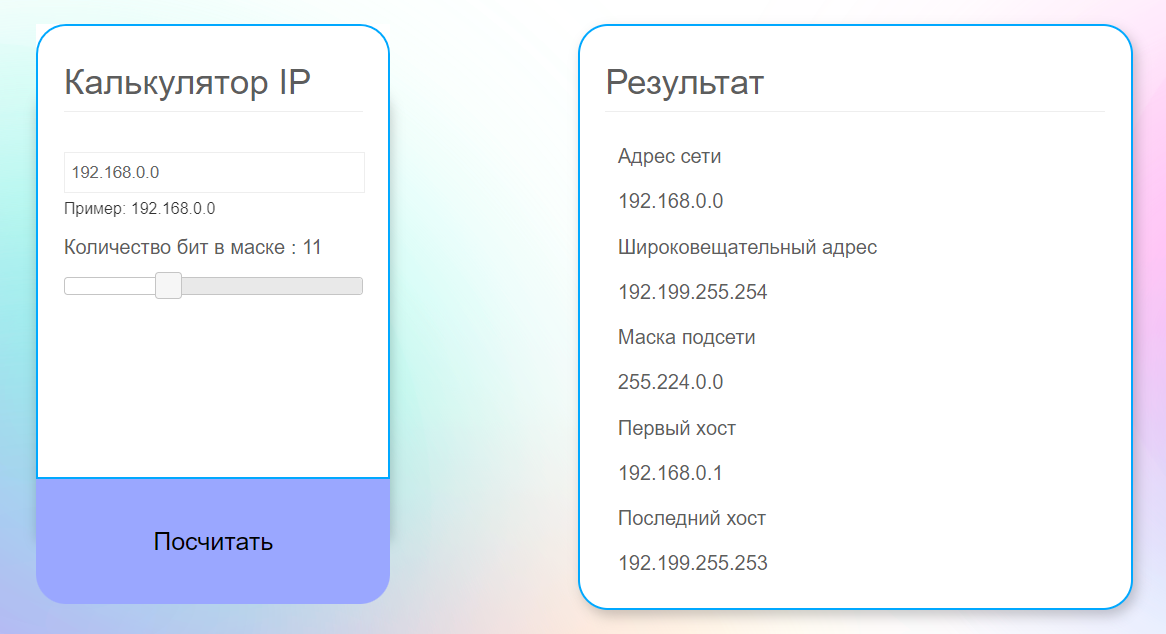 Калькулятор IP
192.168.0.0
Пример: 192.168.0.0
Количество бит в маске : 11
Посчитать
Результат
Адрес сети
192.168.0.0
Широковещательный адрес
192.199.255.254
Маска подсети
255.224.0.0
Первый хост
192.168.0.1
Последний хост
192.199.255.253